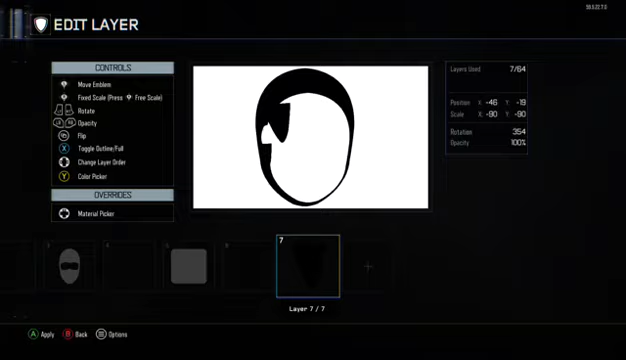 EDIT LAYER
CONTROLS
Move Emblem
Fixed Scale (Press Free Scale)
Rotate
Opacity
Flip
X Toggle Outline/Full
Change Layer Order
Y Color Picker
OVERRIDES
Material Picker
Layers Used 7/64
Position X -46 Y -19
Scale X -90 Y -90
Rotation 354
Opacity 100%
3
4
7
Layer 7 / 7
A Apply B Back Options